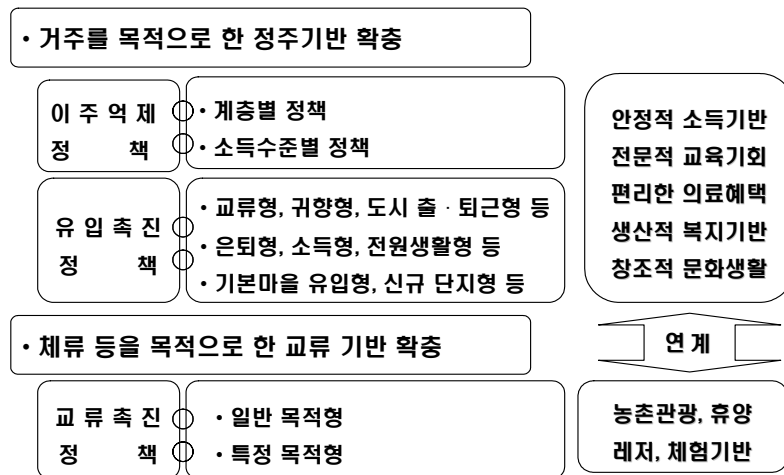 • 거주를 목적으로 한 정주기반 확충
이 주 억 제
정 책
• 계층별 정책
• 소득수준별 정책
유 입 촉 진
정 책
• 교류형, 귀향형, 도시 출 · 퇴근형 등
• 은퇴형, 소득형, 전원생활형 등
• 기본마을 유입형, 신규 단지형 등
안정적 소득기반
전문적 교육기회
편리한 의료혜택
생산적 복지기반
창조적 문화생활
연 계
• 체류 등을 목적으로 한 교류 기반 확충
교 류 촉 진
정 책
• 일반 목적형
• 특정 목적형
농촌관광, 휴양
레저, 체험기반